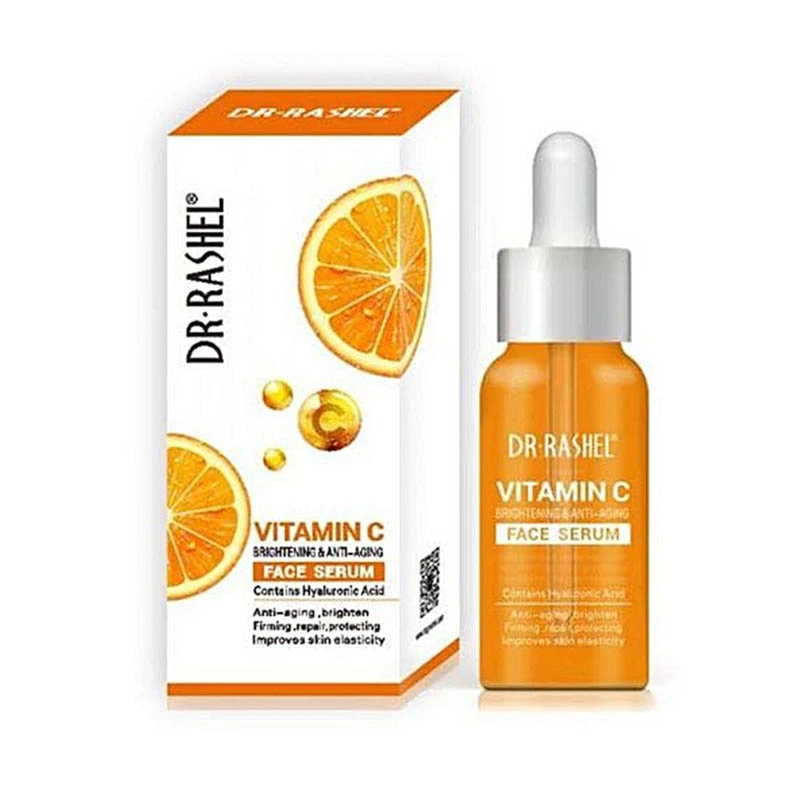 DR·RASHEL®
DR·RASHEL®
C
VITAMIN C
BRIGHTENING & ANTI-AGING
FACE SERUM
Contains Hyaluronic Acid
Anti-aging ,brighten
Firming ,repair,protecting
Improves skin elasticity
DR·RASHEL®
VITAMIN C
BRIGHTENING & ANTI-AGING
FACE SERUM
Contains Hyaluronic Acid
Anti-aging ,brighten
Firming ,repair,protecting
Improves skin elasticity